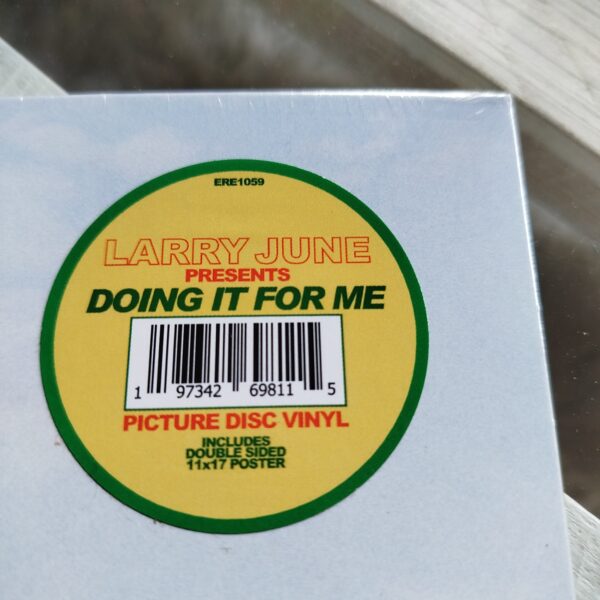 ERE1059
LARRY JUNE
PRESENTS
DOING IT FOR ME
1 97342 69811 5
PICTURE DISC VINYL
INCLUDES
DOUBLE SIDED
11x17 POSTER